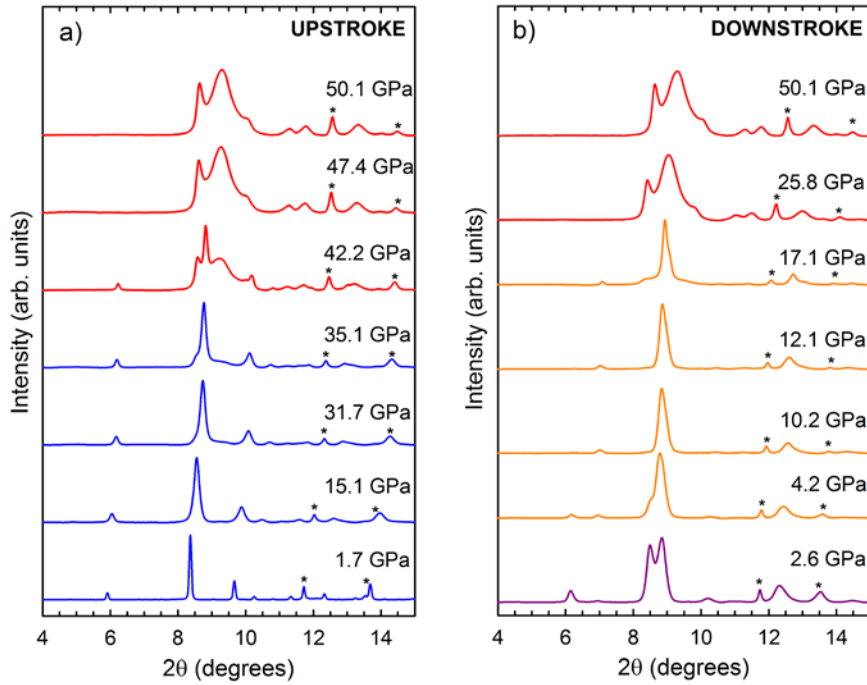 a) UPSTROKE
50.1 GPa
*
*
47.4 GPa
*
*
42.2 GPa
*
*
35.1 GPa
*
*
31.7 GPa
*
*
15.1 GPa
*
*
1.7 GPa
*
*
4 6 8 10 12 14
2θ (degrees)
Intensity (arb. units)
b) DOWNSTROKE
50.1 GPa
*
*
25.8 GPa
*
*
17.1 GPa
*
*
12.1 GPa
*
*
10.2 GPa
*
*
4.2 GPa
*
*
2.6 GPa
*
*
4 6 8 10 12 14
2θ (degrees)
Intensity (arb. units)